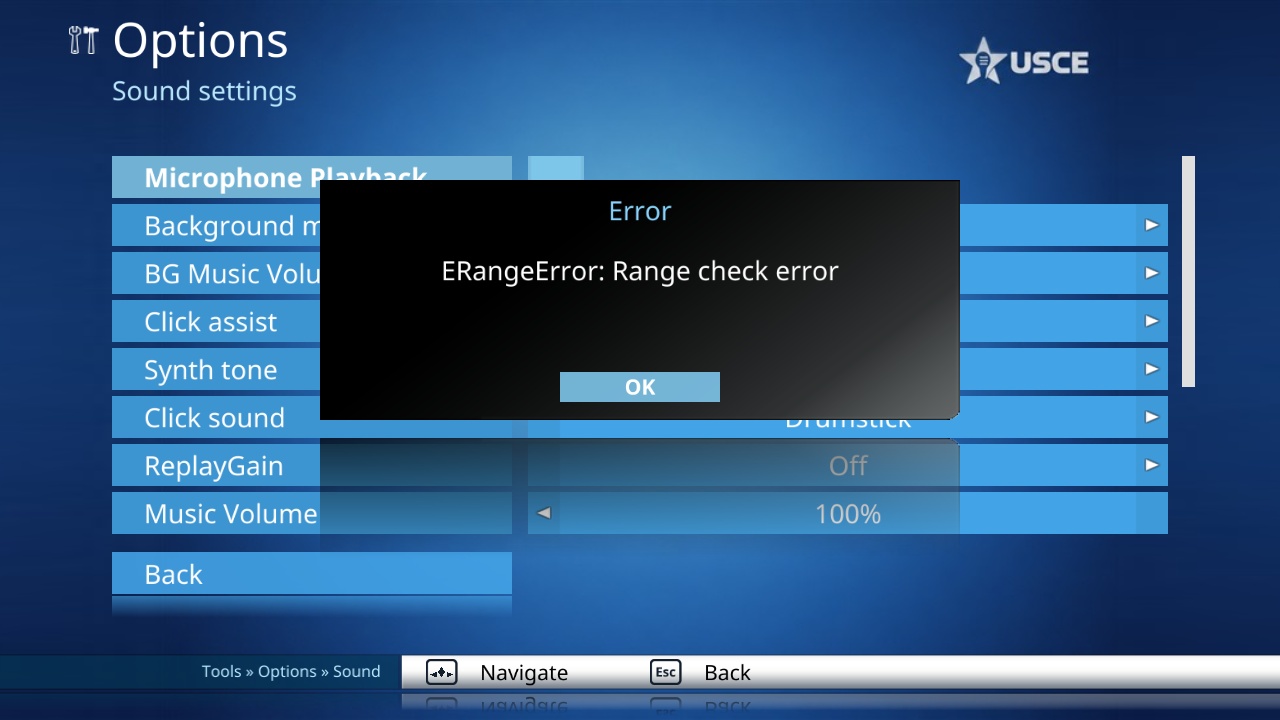 Options
Sound settings
USCE
Microphone Playback
Background m
BG Music Volu
Click assist
Synth tone
Click sound
Drumstick
ReplayGain
Off
Music Volume
100%
Error
ERangeError: Range check error
OK
Back
Tools » Options » Sound
Navigate
Esc
Back